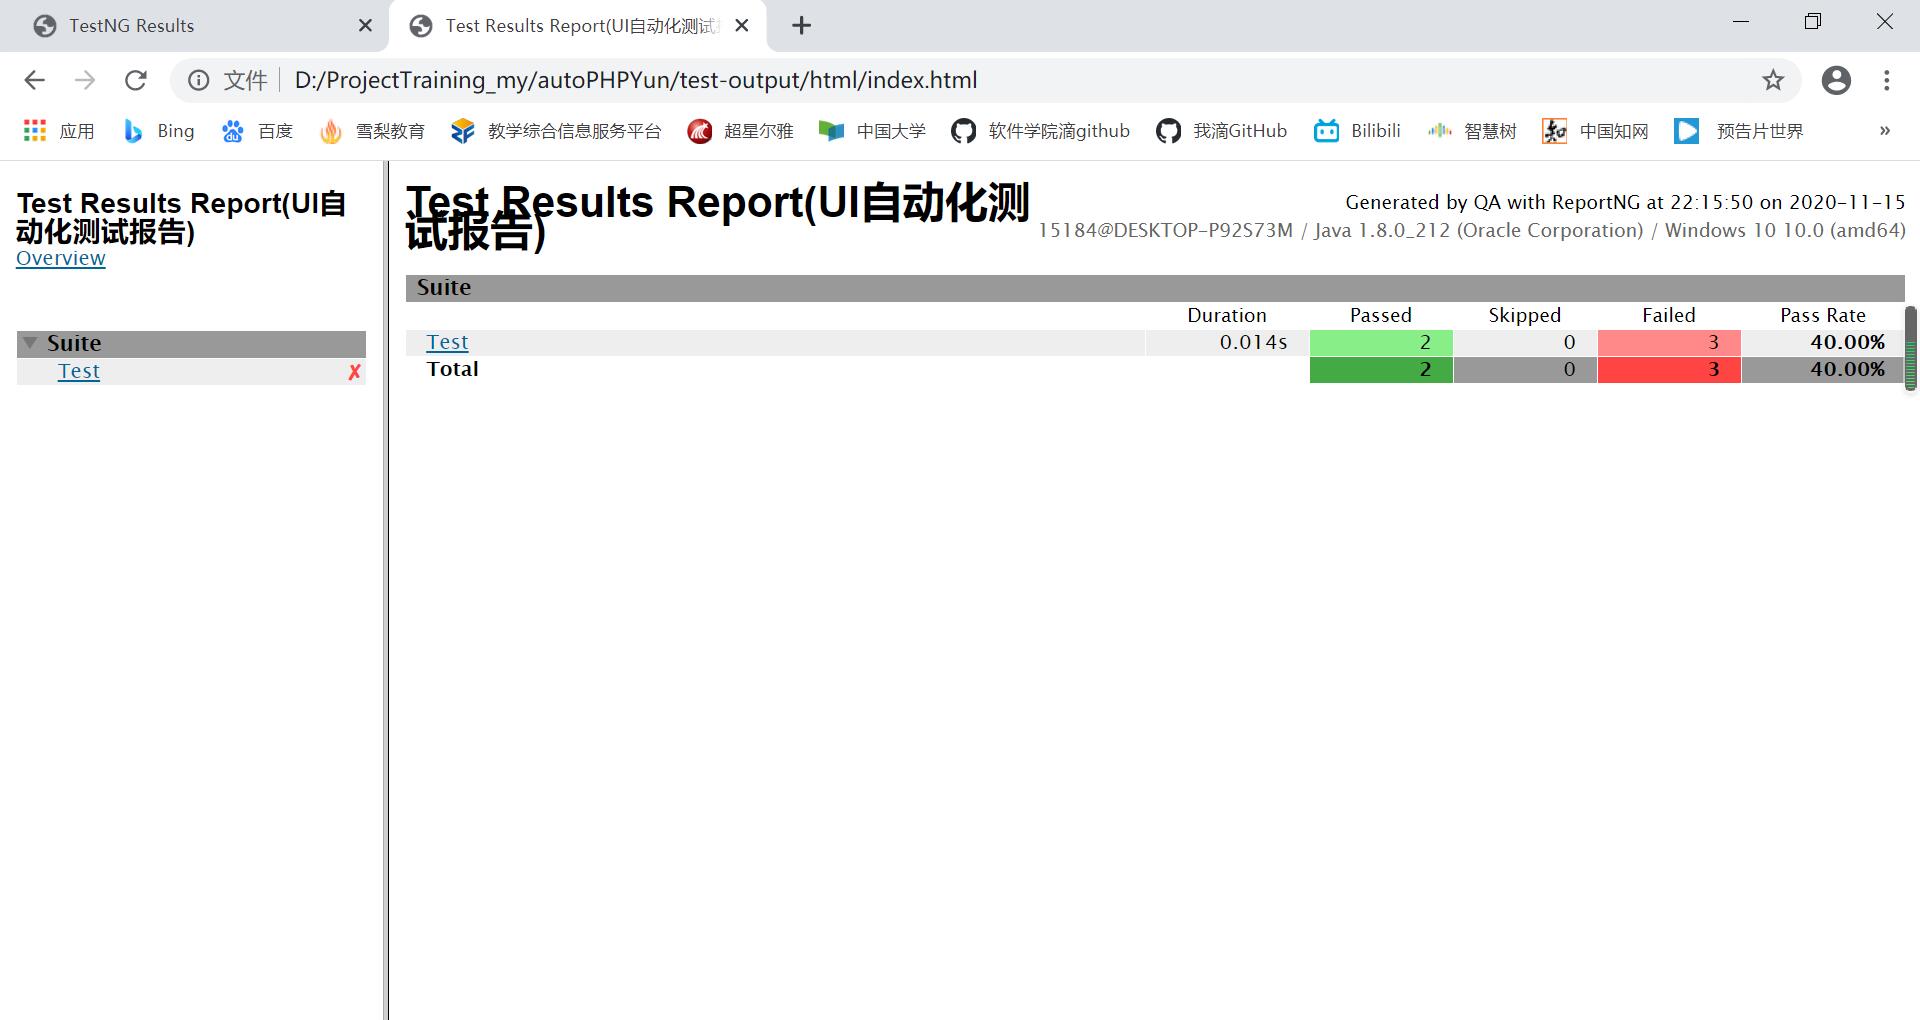 TestNG Results
Test Results Report(UI自动化测试
文件
D:/ProjectTraining_my/autoPHPYun/test-output/html/index.html
应用
Bing
百度
雪梨教育
教学综合信息服务平台
超星尔雅
中国大学
软件学院滴github
我滴GitHub
Bilibili
智慧树
中国知网
预告片世界
»
Test Results Report(UI自
动化测试报告)
Overview
Suite
Test ✗
Test Results Report(UI自动化测
试报告)
Generated by QA with ReportNG at 22:15:50 on 2020-11-15
15184@DESKTOP-P92S73M / Java 1.8.0_212 (Oracle Corporation) / Windows 10 10.0 (amd64)
Suite
Duration Passed Skipped Failed Pass Rate
Test 0.014s 2 0 3 40.00%
Total 2 0 3 40.00%